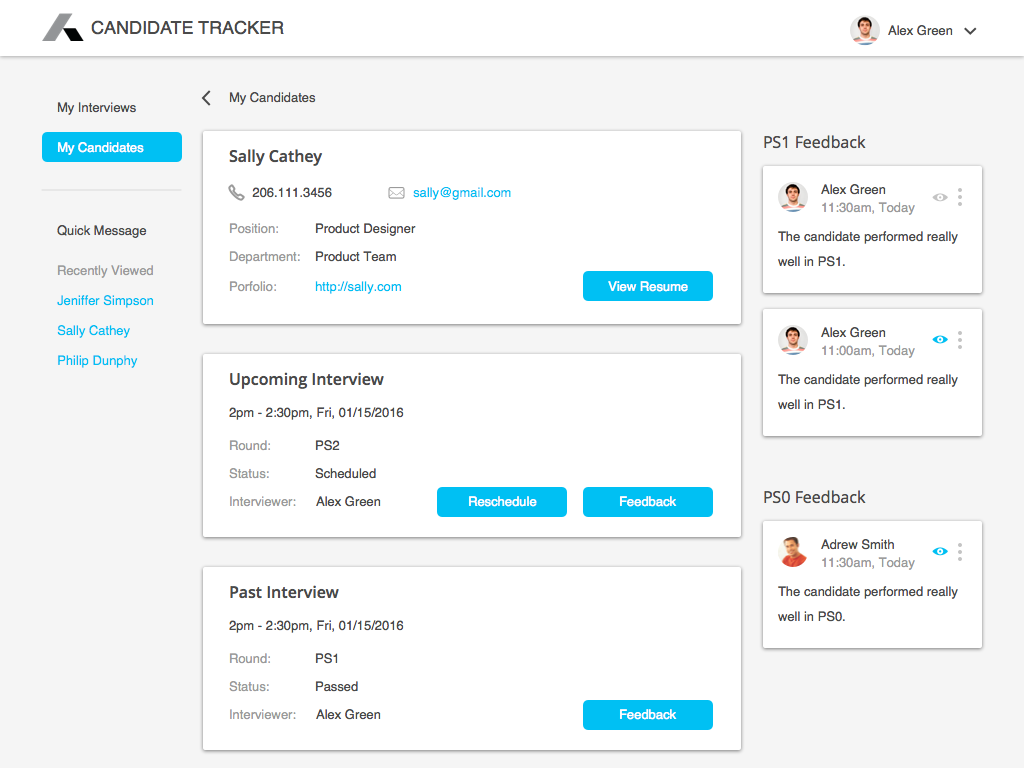 CANDIDATE TRACKER
Alex Green
My Interviews
My Candidates
Quick Message
Recently Viewed
Jeniffer Simpson
Sally Cathey
Philip Dunphy
My Candidates
Sally Cathey
206.111.3456
sally@gmail.com
Position: Product Designer
Department: Product Team
Porfolio: http://sally.com
View Resume
Upcoming Interview
2pm - 2:30pm, Fri, 01/15/2016
Round: PS2
Status: Scheduled
Interviewer: Alex Green
Reschedule
Feedback
Past Interview
2pm - 2:30pm, Fri, 01/15/2016
Round: PS1
Status: Passed
Interviewer: Alex Green
Feedback
PS1 Feedback
Alex Green
11:30am, Today
The candidate performed really
well in PS1.
Alex Green
11:00am, Today
The candidate performed really
well in PS1.
PS0 Feedback
Adrew Smith
11:30am, Today
The candidate performed really
well in PS0.